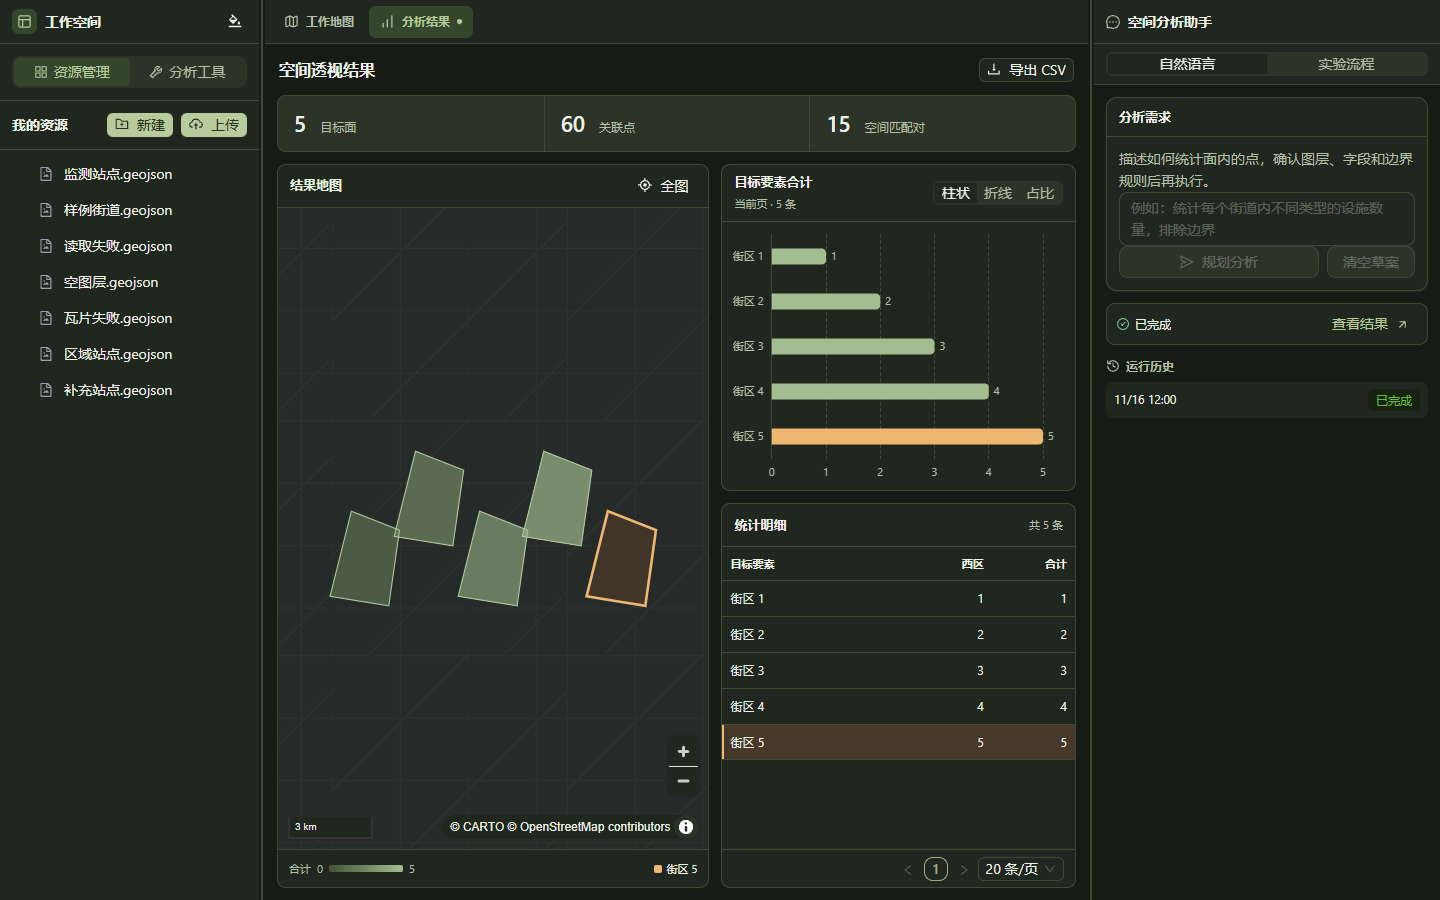 工作空间
资源管理
分析工具
我的资源
新建
上传
监测站点.geojson
样例街道.geojson
读取失败.geojson
空图层.geojson
瓦片失败.geojson
区域站点.geojson
补充站点.geojson
工作地图
分析结果
空间透视结果
导出 CSV
5 目标面
60 关联点
15 空间匹配对
结果地图
全图
3 km
© CARTO © OpenStreetMap contributors
合计 0 5
街区 5
目标要素合计
当前页 · 5 条
柱状 折线 占比
街区 1 1
街区 2 2
街区 3 3
街区 4 4
街区 5 5
0 1 2 3 4 5
统计明细
共 5 条
目标要素 西区 合计
街区 1 1 1
街区 2 2 2
街区 3 3 3
街区 4 4 4
街区 5 5 5
1
20 条/页
空间分析助手
自然语言
实验流程
分析需求
描述如何统计面内的点，确认图层、字段和边界
规则后再执行。
例如：统计每个街道内不同类型的设施数
量，排除边界
规划分析
清空草案
已完成
查看结果
运行历史
11/16 12:00
已完成